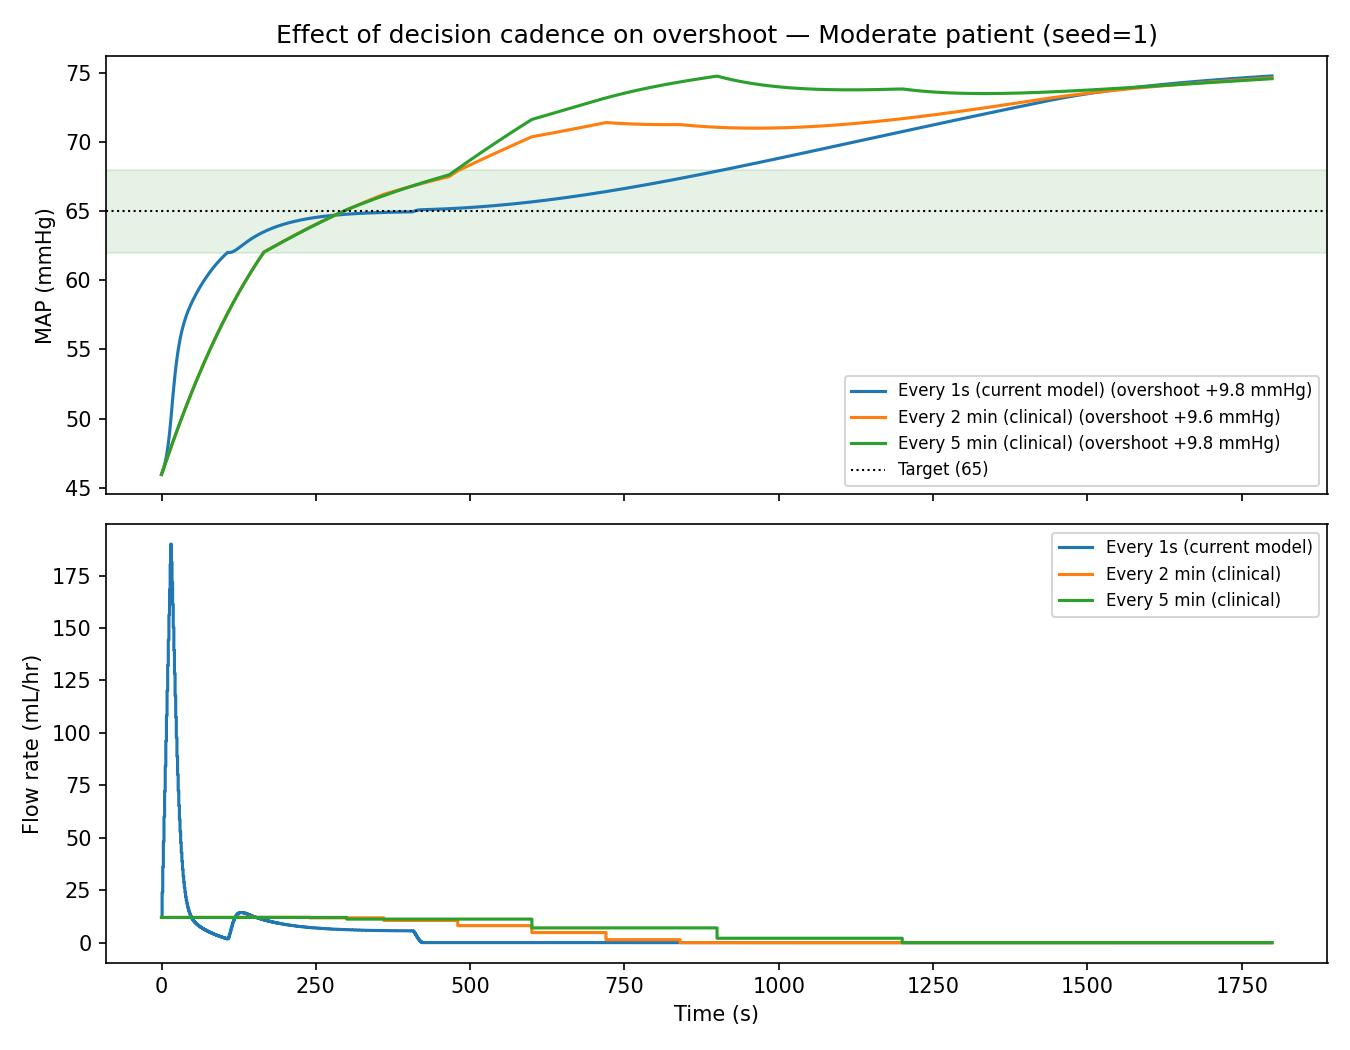 Effect of decision cadence on overshoot — Moderate patient (seed=1)
MAP (mmHg)
75
70
65
60
55
50
45
Every 1s (current model) (overshoot +9.8 mmHg)
Every 2 min (clinical) (overshoot +9.6 mmHg)
Every 5 min (clinical) (overshoot +9.8 mmHg)
Target (65)
Flow rate (mL/hr)
175
150
125
100
75
50
25
0
Every 1s (current model)
Every 2 min (clinical)
Every 5 min (clinical)
0 250 500 750 1000 1250 1500 1750
Time (s)